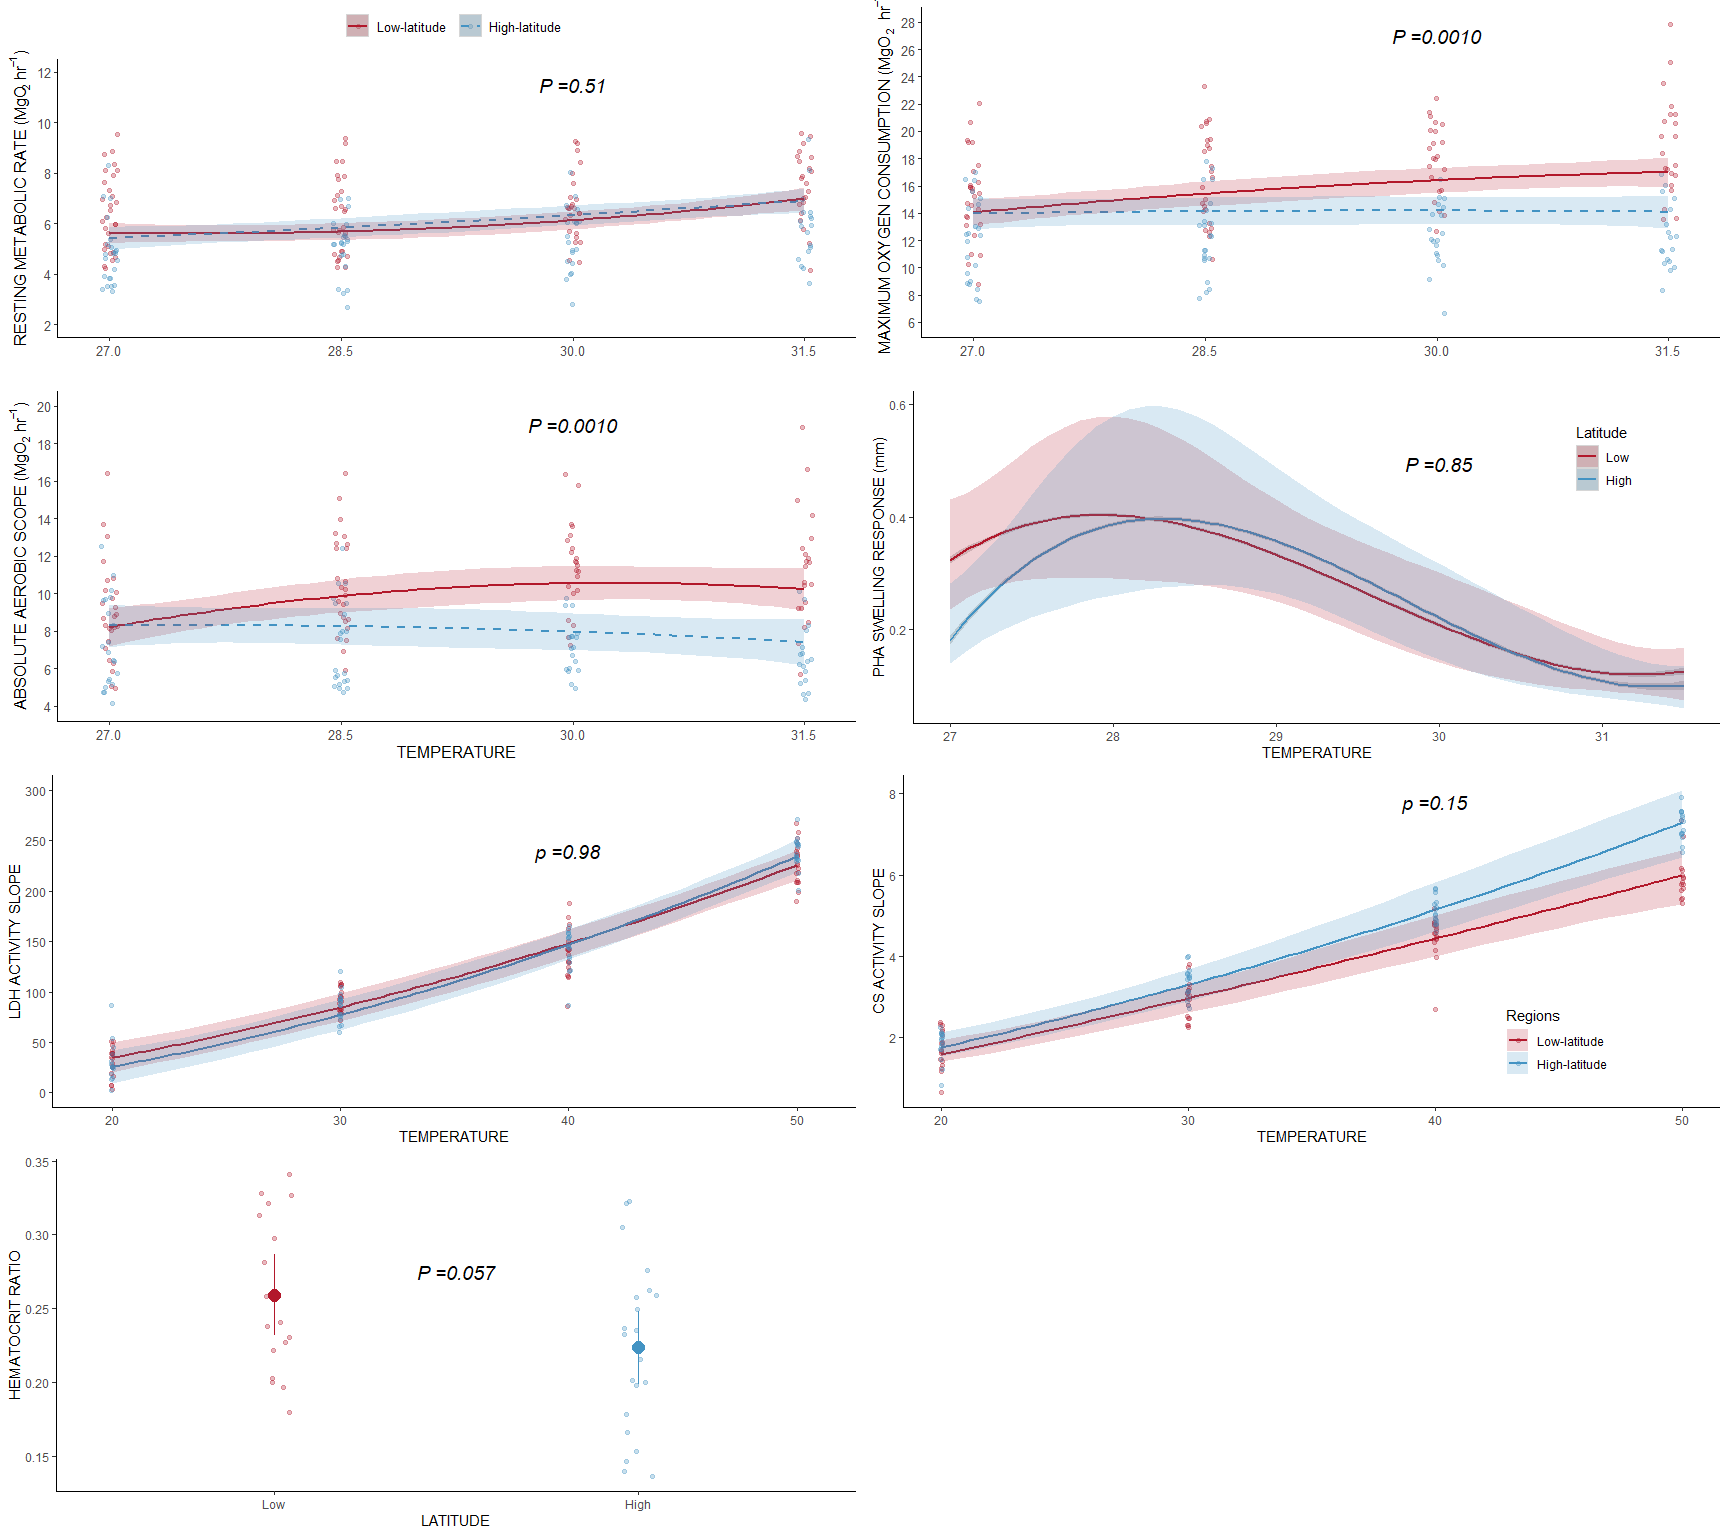 Low-latitude High-latitude
RESTING METABOLIC RATE (MgO2 hr−1)
12
10
8
6
4
2
P =0.51
27.0 28.5 30.0 31.5
MAXIMUM OXYGEN CONSUMPTION (MgO2 hr−1
28
26
24
22
20
18
16
14
12
10
8
6
P =0.0010
27.0 28.5 30.0 31.5
ABSOLUTE AEROBIC SCOPE (MgO2 hr−1)
20
18
16
14
12
10
8
6
4
P =0.0010
27.0 28.5 30.0 31.5
TEMPERATURE
PHA SWELLING RESPONSE (mm)
0.6
0.4
0.2
P =0.85
Latitude
Low
High
27 28 29 30 31
TEMPERATURE
LDH ACTIVITY SLOPE
300
250
200
150
100
50
0
p =0.98
20 30 40 50
TEMPERATURE
CS ACTIVITY SLOPE
8
6
4
2
p =0.15
Regions
Low-latitude
High-latitude
20 30 40 50
TEMPERATURE
HEMATOCRIT RATIO
0.35
0.30
0.25
0.20
0.15
P =0.057
Low High
LATITUDE